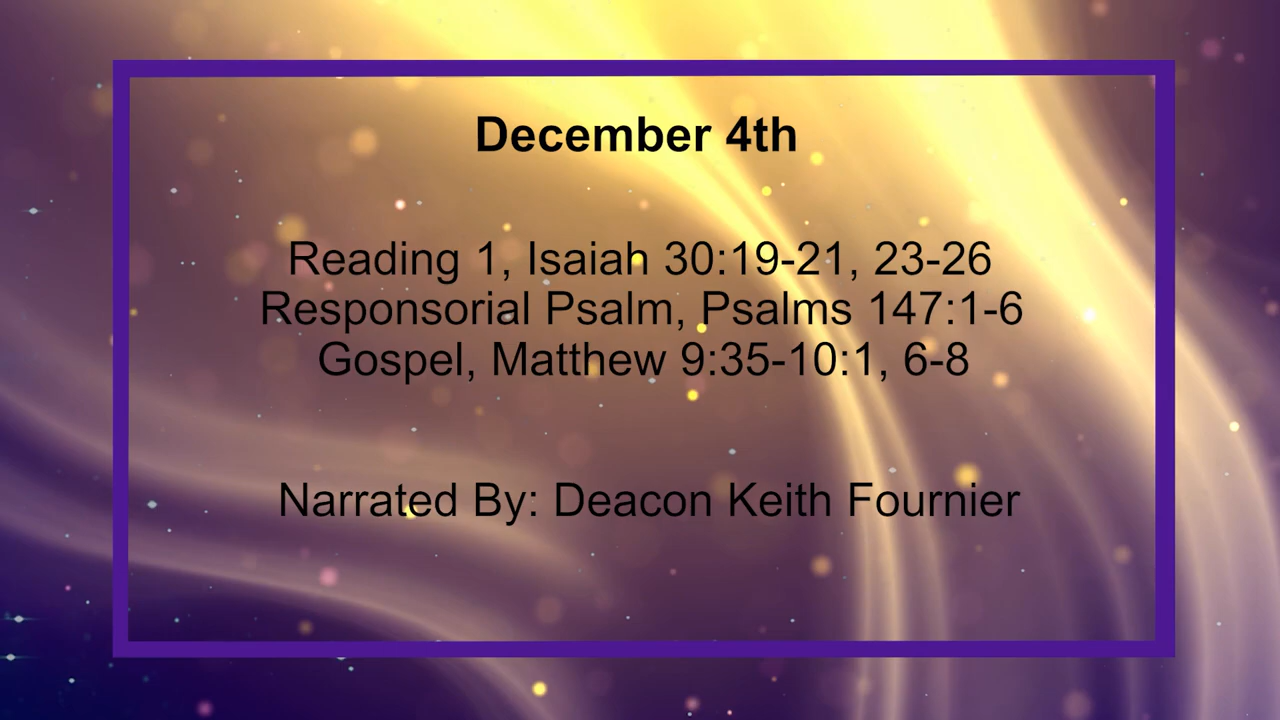 December 4th
Reading 1, Isaiah 30:19-21, 23-26
Responsorial Psalm, Psalms 147:1-6
Gospel, Matthew 9:35-10:1, 6-8
Narrated By: Deacon Keith Fournier